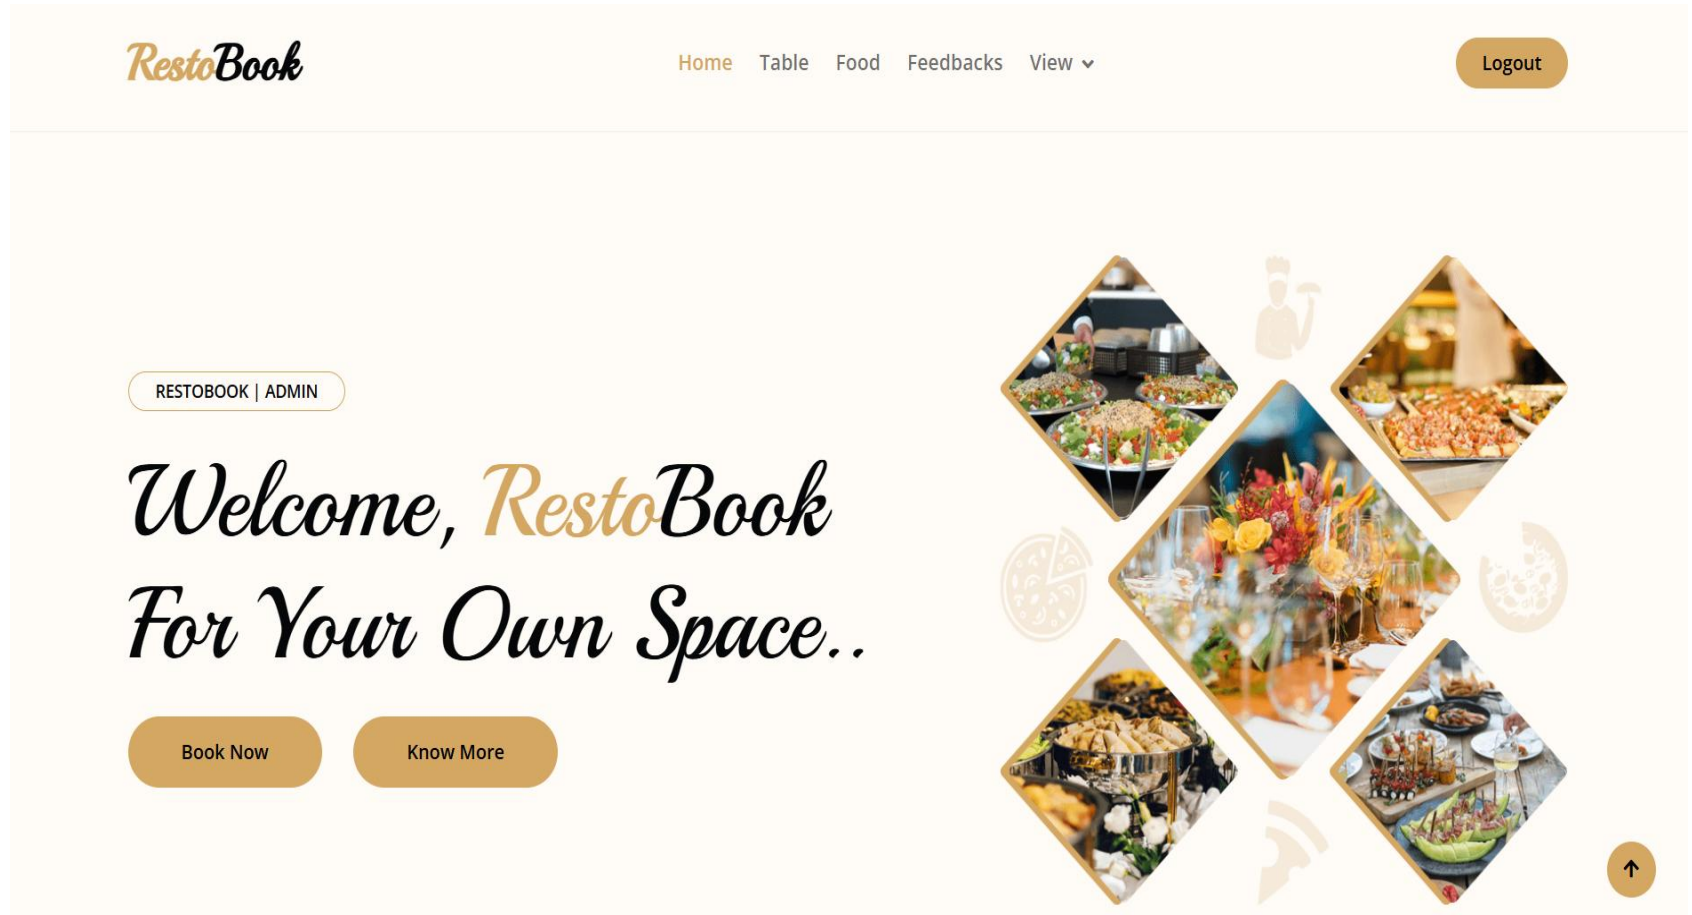 RestoBook
Home Table Food Feedbacks View
Logout
RESTOBOOK | ADMIN
Welcome, RestoBook
For Your Own Space..
Book Now Know More